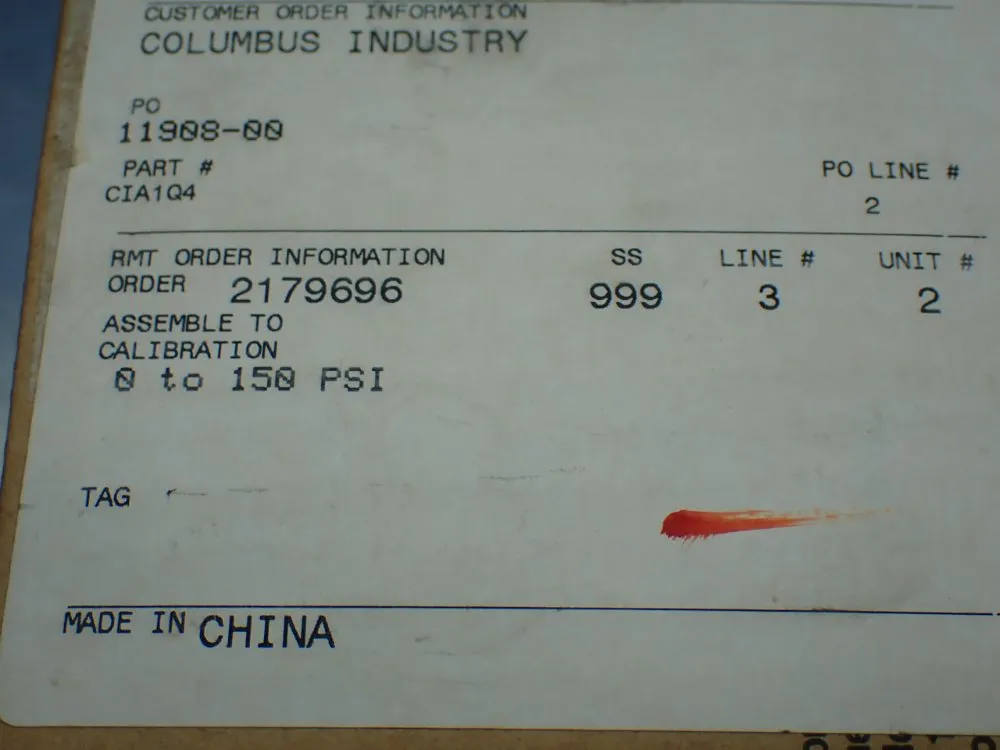 CUSTOMER ORDER INFORMATION
COLUMBUS INDUSTRY
PO
11908-00
PART # PO LINE #
CIA1Q4 2
RMT ORDER INFORMATION SS LINE # UNIT #
ORDER 2179696 999 3 2
ASSEMBLE TO
CALIBRATION
0 to 150 PSI
TAG
MADE IN CHINA